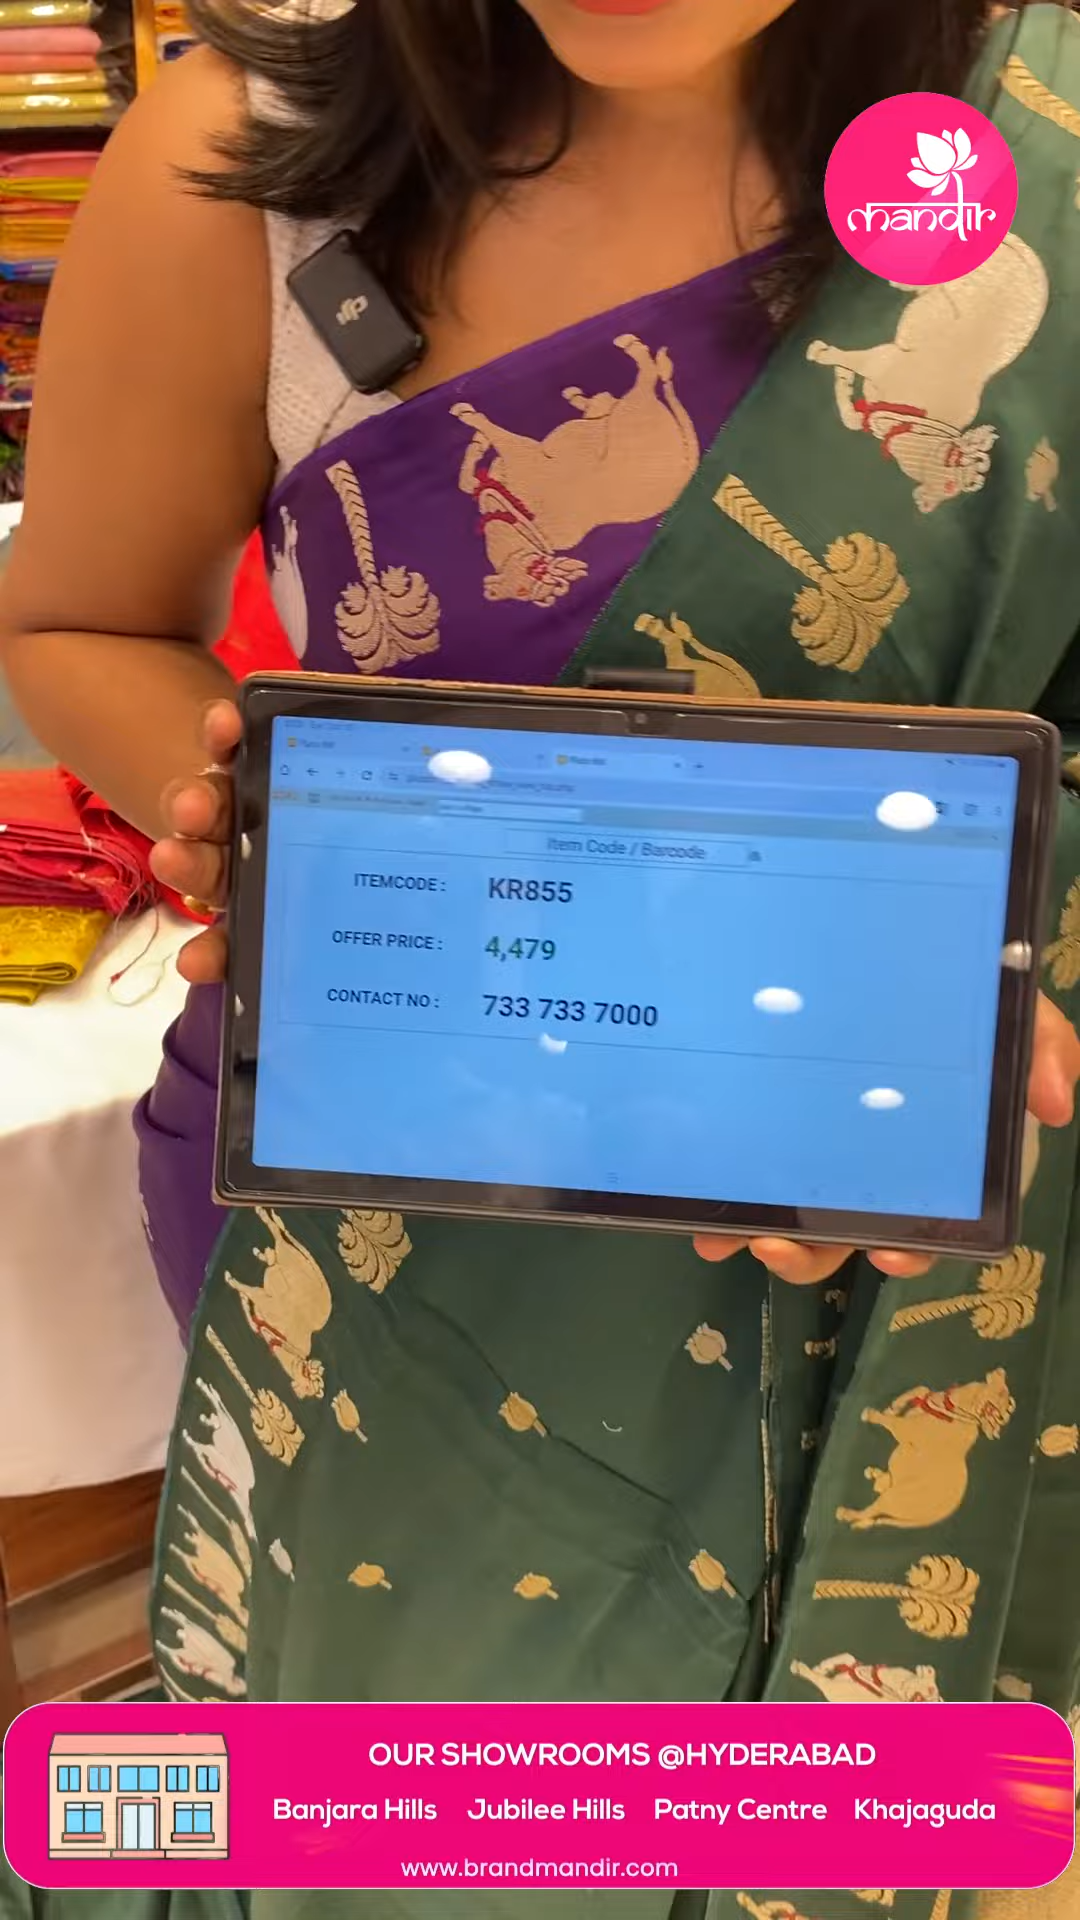 mandir
dji
Item Code / Barcode
ITEMCODE : KR855
OFFER PRICE : 4,479
CONTACT NO : 733 733 7000
OUR SHOWROOMS @HYDERABAD
Banjara Hills Jubilee Hills Patny Centre Khajaguda
www.brandmandir.com